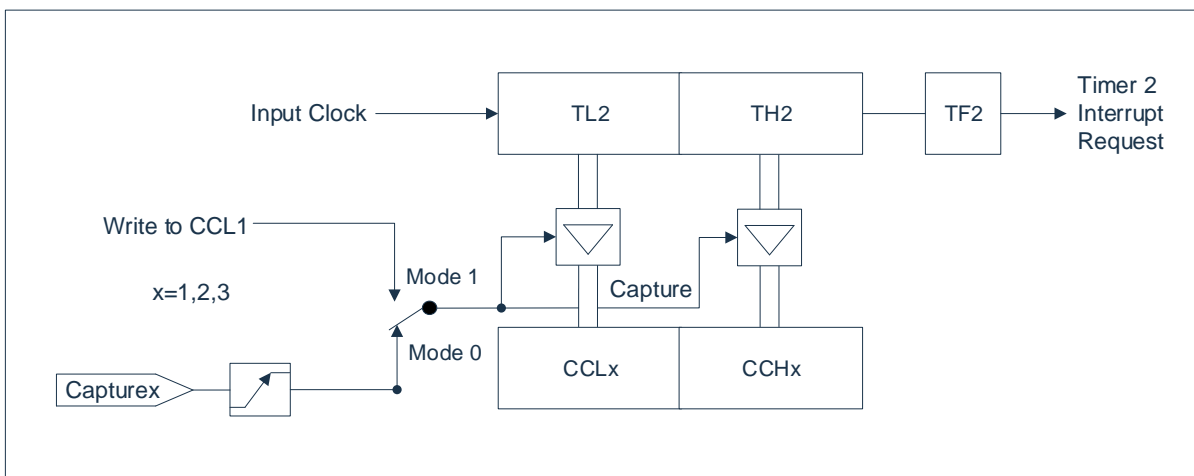 Input Clock
TL2
TH2
TF2
Timer 2
Interrupt
Request
Write to CCL1
x=1,2,3
Mode 1
Capture
Mode 0
Capturex
CCLx
CCHx